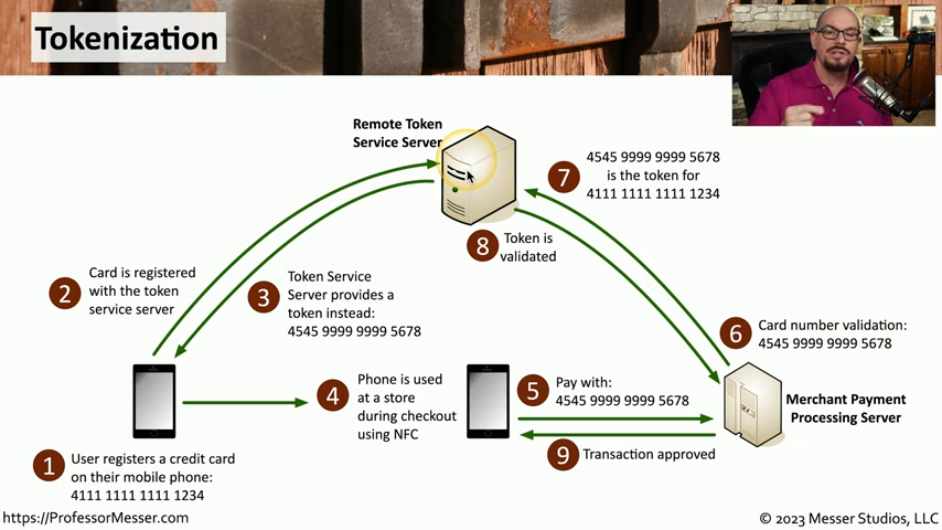 Tokenization
Remote Token
Service Server
7
4545 9999 9999 5678
is the token for
4111 1111 1111 1234
8
Token is
validated
2
Card is registered
with the token
service server
3
Token Service
Server provides a
token instead:
4545 9999 9999 5678
6
Card number validation:
4545 9999 9999 5678
4
Phone is used
at a store
during checkout
using NFC
5
Pay with:
4545 9999 9999 5678
Merchant Payment
Processing Server
9
Transaction approved
1
User registers a credit card
on their mobile phone:
4111 1111 1111 1234
https://ProfessorMesser.com
© 2023 Messer Studios, LLC